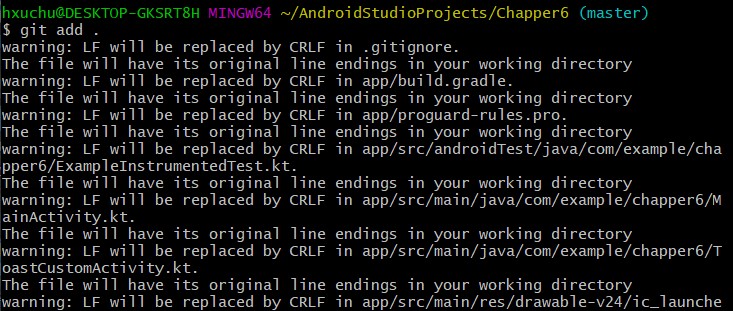 hxuchu@DESKTOP-GKSRT8H MINGW64 ~/AndroidStudioProjects/Chapper6 (master)
$ git add .
warning: LF will be replaced by CRLF in .gitignore.
The file will have its original line endings in your working directory
warning: LF will be replaced by CRLF in app/build.gradle.
The file will have its original line endings in your working directory
warning: LF will be replaced by CRLF in app/proguard-rules.pro.
The file will have its original line endings in your working directory
warning: LF will be replaced by CRLF in app/src/androidTest/java/com/example/cha
pper6/ExampleInstrumentedTest.kt.
The file will have its original line endings in your working directory
warning: LF will be replaced by CRLF in app/src/main/java/com/example/chapper6/M
ainActivity.kt.
The file will have its original line endings in your working directory
warning: LF will be replaced by CRLF in app/src/main/java/com/example/chapper6/T
oastCustomActivity.kt.
The file will have its original line endings in your working directory
warning: LF will be replaced by CRLF in app/src/main/res/drawable-v24/ic_launche